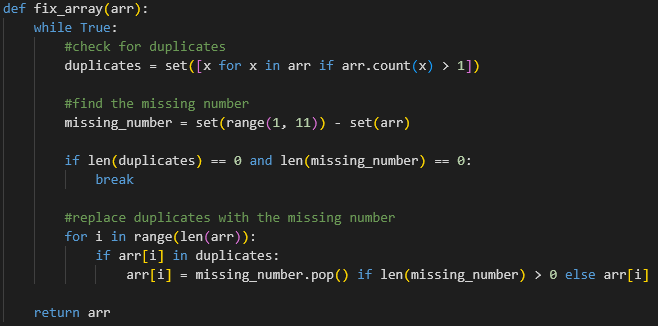 def fix_array(arr):
    while True:
        #check for duplicates
        duplicates = set([x for x in arr if arr.count(x) > 1])

        #find the missing number
        missing_number = set(range(1, 11)) - set(arr)

        if len(duplicates) == 0 and len(missing_number) == 0:
            break

        #replace duplicates with the missing number
        for i in range(len(arr)):
            if arr[i] in duplicates:
                arr[i] = missing_number.pop() if len(missing_number) > 0 else arr[i]

    return arr